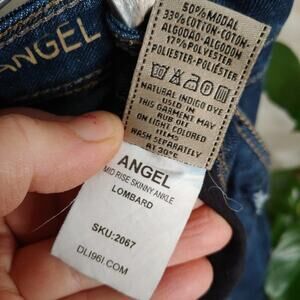 ANGEL
50% MODAL
33% COTTON-COTON
ALGODAO-ALGODON
17% POLYESTER
POLIESTER-POLIESTER
NATURAL INDIGO DYE
USED IN
THIS GARMENT MAY
RUB OFF
ON LIGHT COLORED
ITEMS
WASH SEPARATELY
At 30°C
ANGEL
MID RISE SKINNY ANKLE
LOMBARD
SKU:2067
DL1961.COM